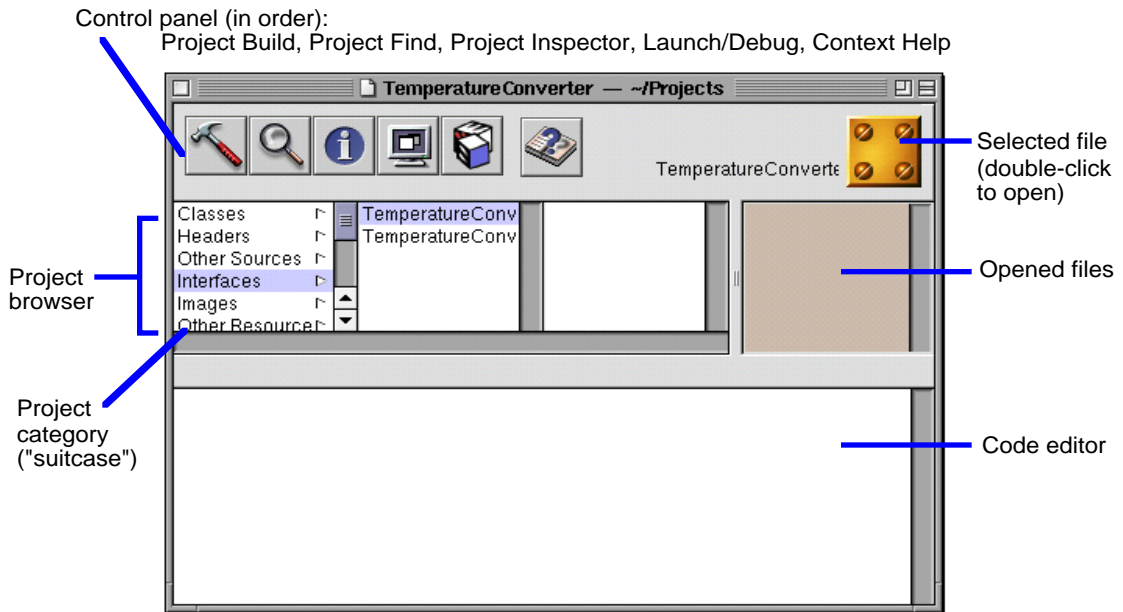 Control panel (in order):
Project Build, Project Find, Project Inspector, Launch/Debug, Context Help
TemperatureConverter — ~/Projects
TemperatureConverte
Selected file
(double-click
to open)
Classes
Headers
Other Sources
Interfaces
Images
Other Resource
TemperatureConv
TemperatureConv
Project
browser
Opened files
Project
category
("suitcase")
Code editor